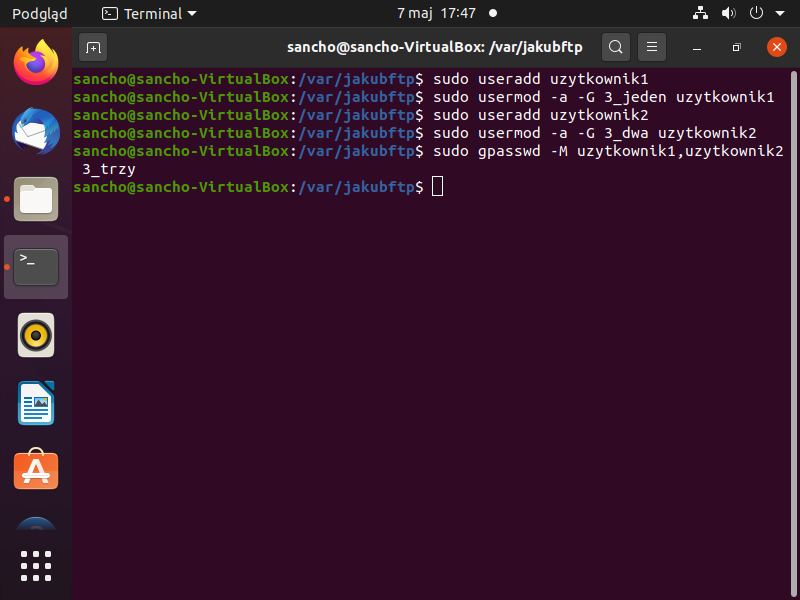 Podgląd Terminal 7 maj 17:47
sancho@sancho-VirtualBox: /var/jakubftp
sancho@sancho-VirtualBox:/var/jakubftp$ sudo useradd uzytkownik1
sancho@sancho-VirtualBox:/var/jakubftp$ sudo usermod -a -G 3_jeden uzytkownik1
sancho@sancho-VirtualBox:/var/jakubftp$ sudo useradd uzytkownik2
sancho@sancho-VirtualBox:/var/jakubftp$ sudo usermod -a -G 3_dwa uzytkownik2
sancho@sancho-VirtualBox:/var/jakubftp$ sudo gpasswd -M uzytkownik1,uzytkownik2
3_trzy
sancho@sancho-VirtualBox:/var/jakubftp$